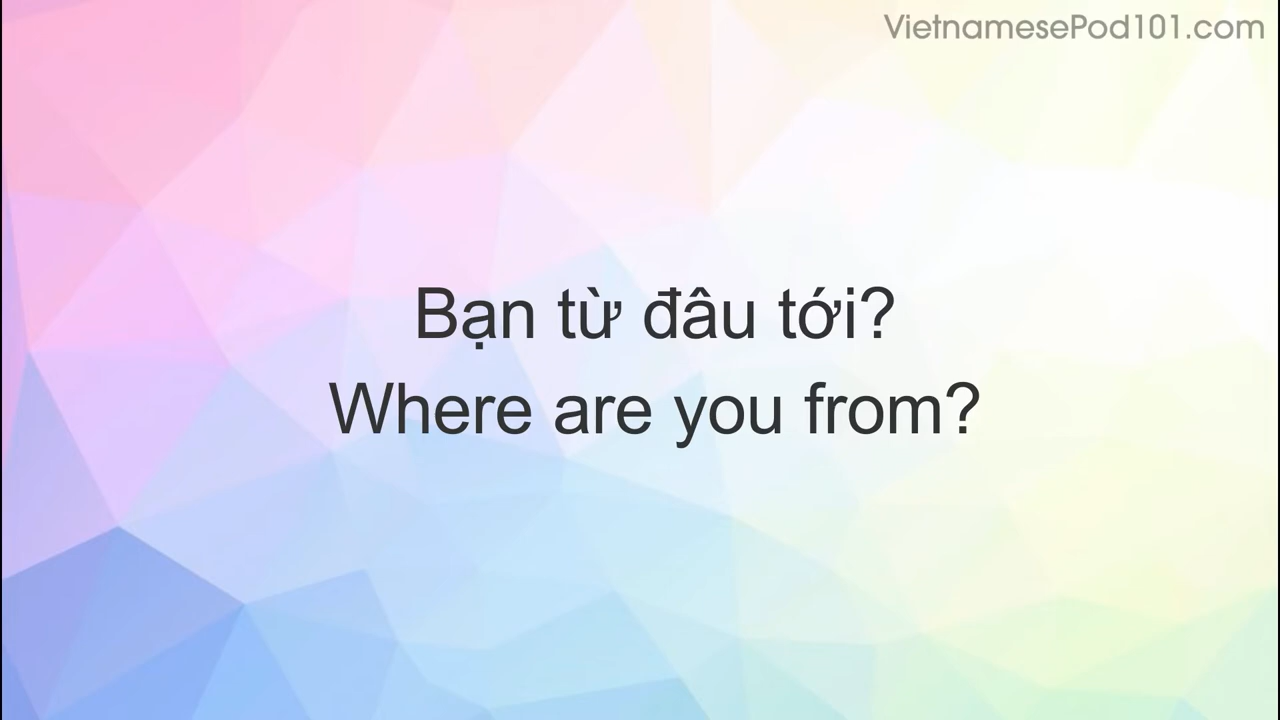 VietnamesePod101.com
Bạn từ đâu tới?
Where are you from?